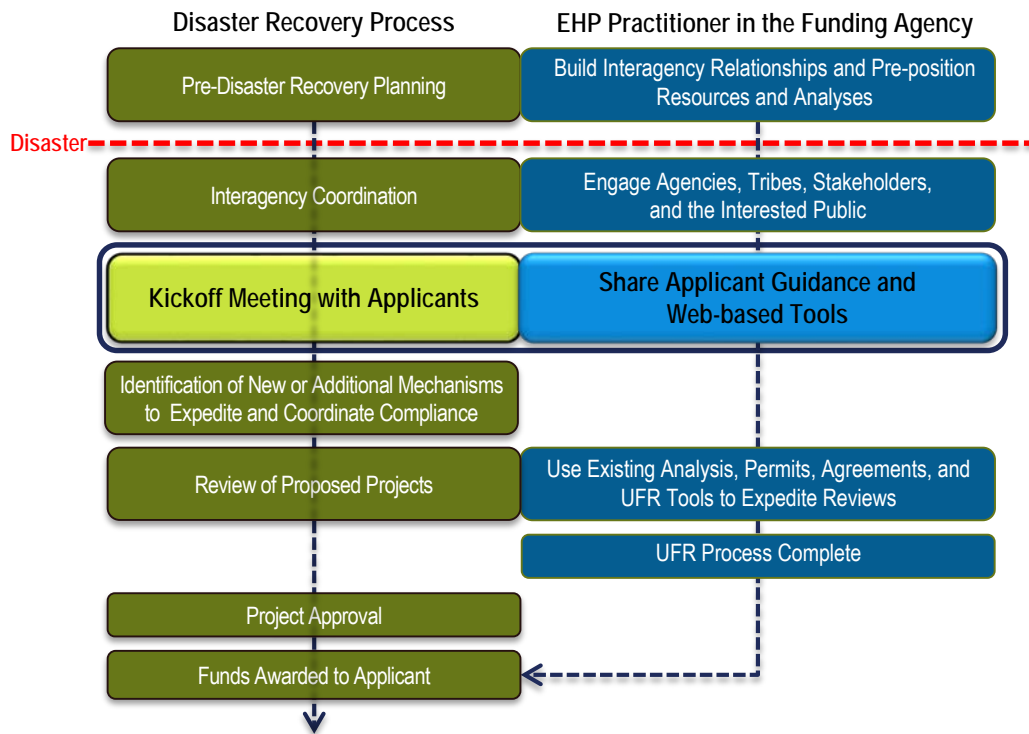 Disaster Recovery Process
EHP Practitioner in the Funding Agency
Pre-Disaster Recovery Planning
Build Interagency Relationships and Pre-position
Resources and Analyses
Disaster
Interagency Coordination
Engage Agencies, Tribes, Stakeholders,
and the Interested Public
Kickoff Meeting with Applicants
Share Applicant Guidance and
Web-based Tools
Identification of New or Additional Mechanisms
to Expedite and Coordinate Compliance
Review of Proposed Projects
Use Existing Analysis, Permits, Agreements, and
UFR Tools to Expedite Reviews
UFR Process Complete
Project Approval
Funds Awarded to Applicant